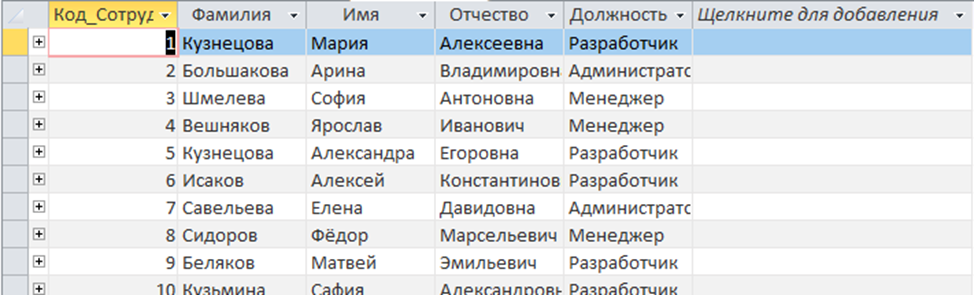 Код_Сотруд Фамилия Имя Отчество Должность Щелкните для добавления
1 Кузнецова Мария Алексеевна Разработчик
2 Большакова Арина Владимировн Администрато
3 Шмелева София Антоновна Менеджер
4 Вешняков Ярослав Иванович Менеджер
5 Кузнецова Александра Егоровна Разработчик
6 Исаков Алексей Константинов Разработчик
7 Савельева Елена Давидовна Администрато
8 Сидоров Фёдор Марсельевич Менеджер
9 Беляков Матвей Эмильевич Разработчик
10 Кузьмина Сафия Александровн Разработчик